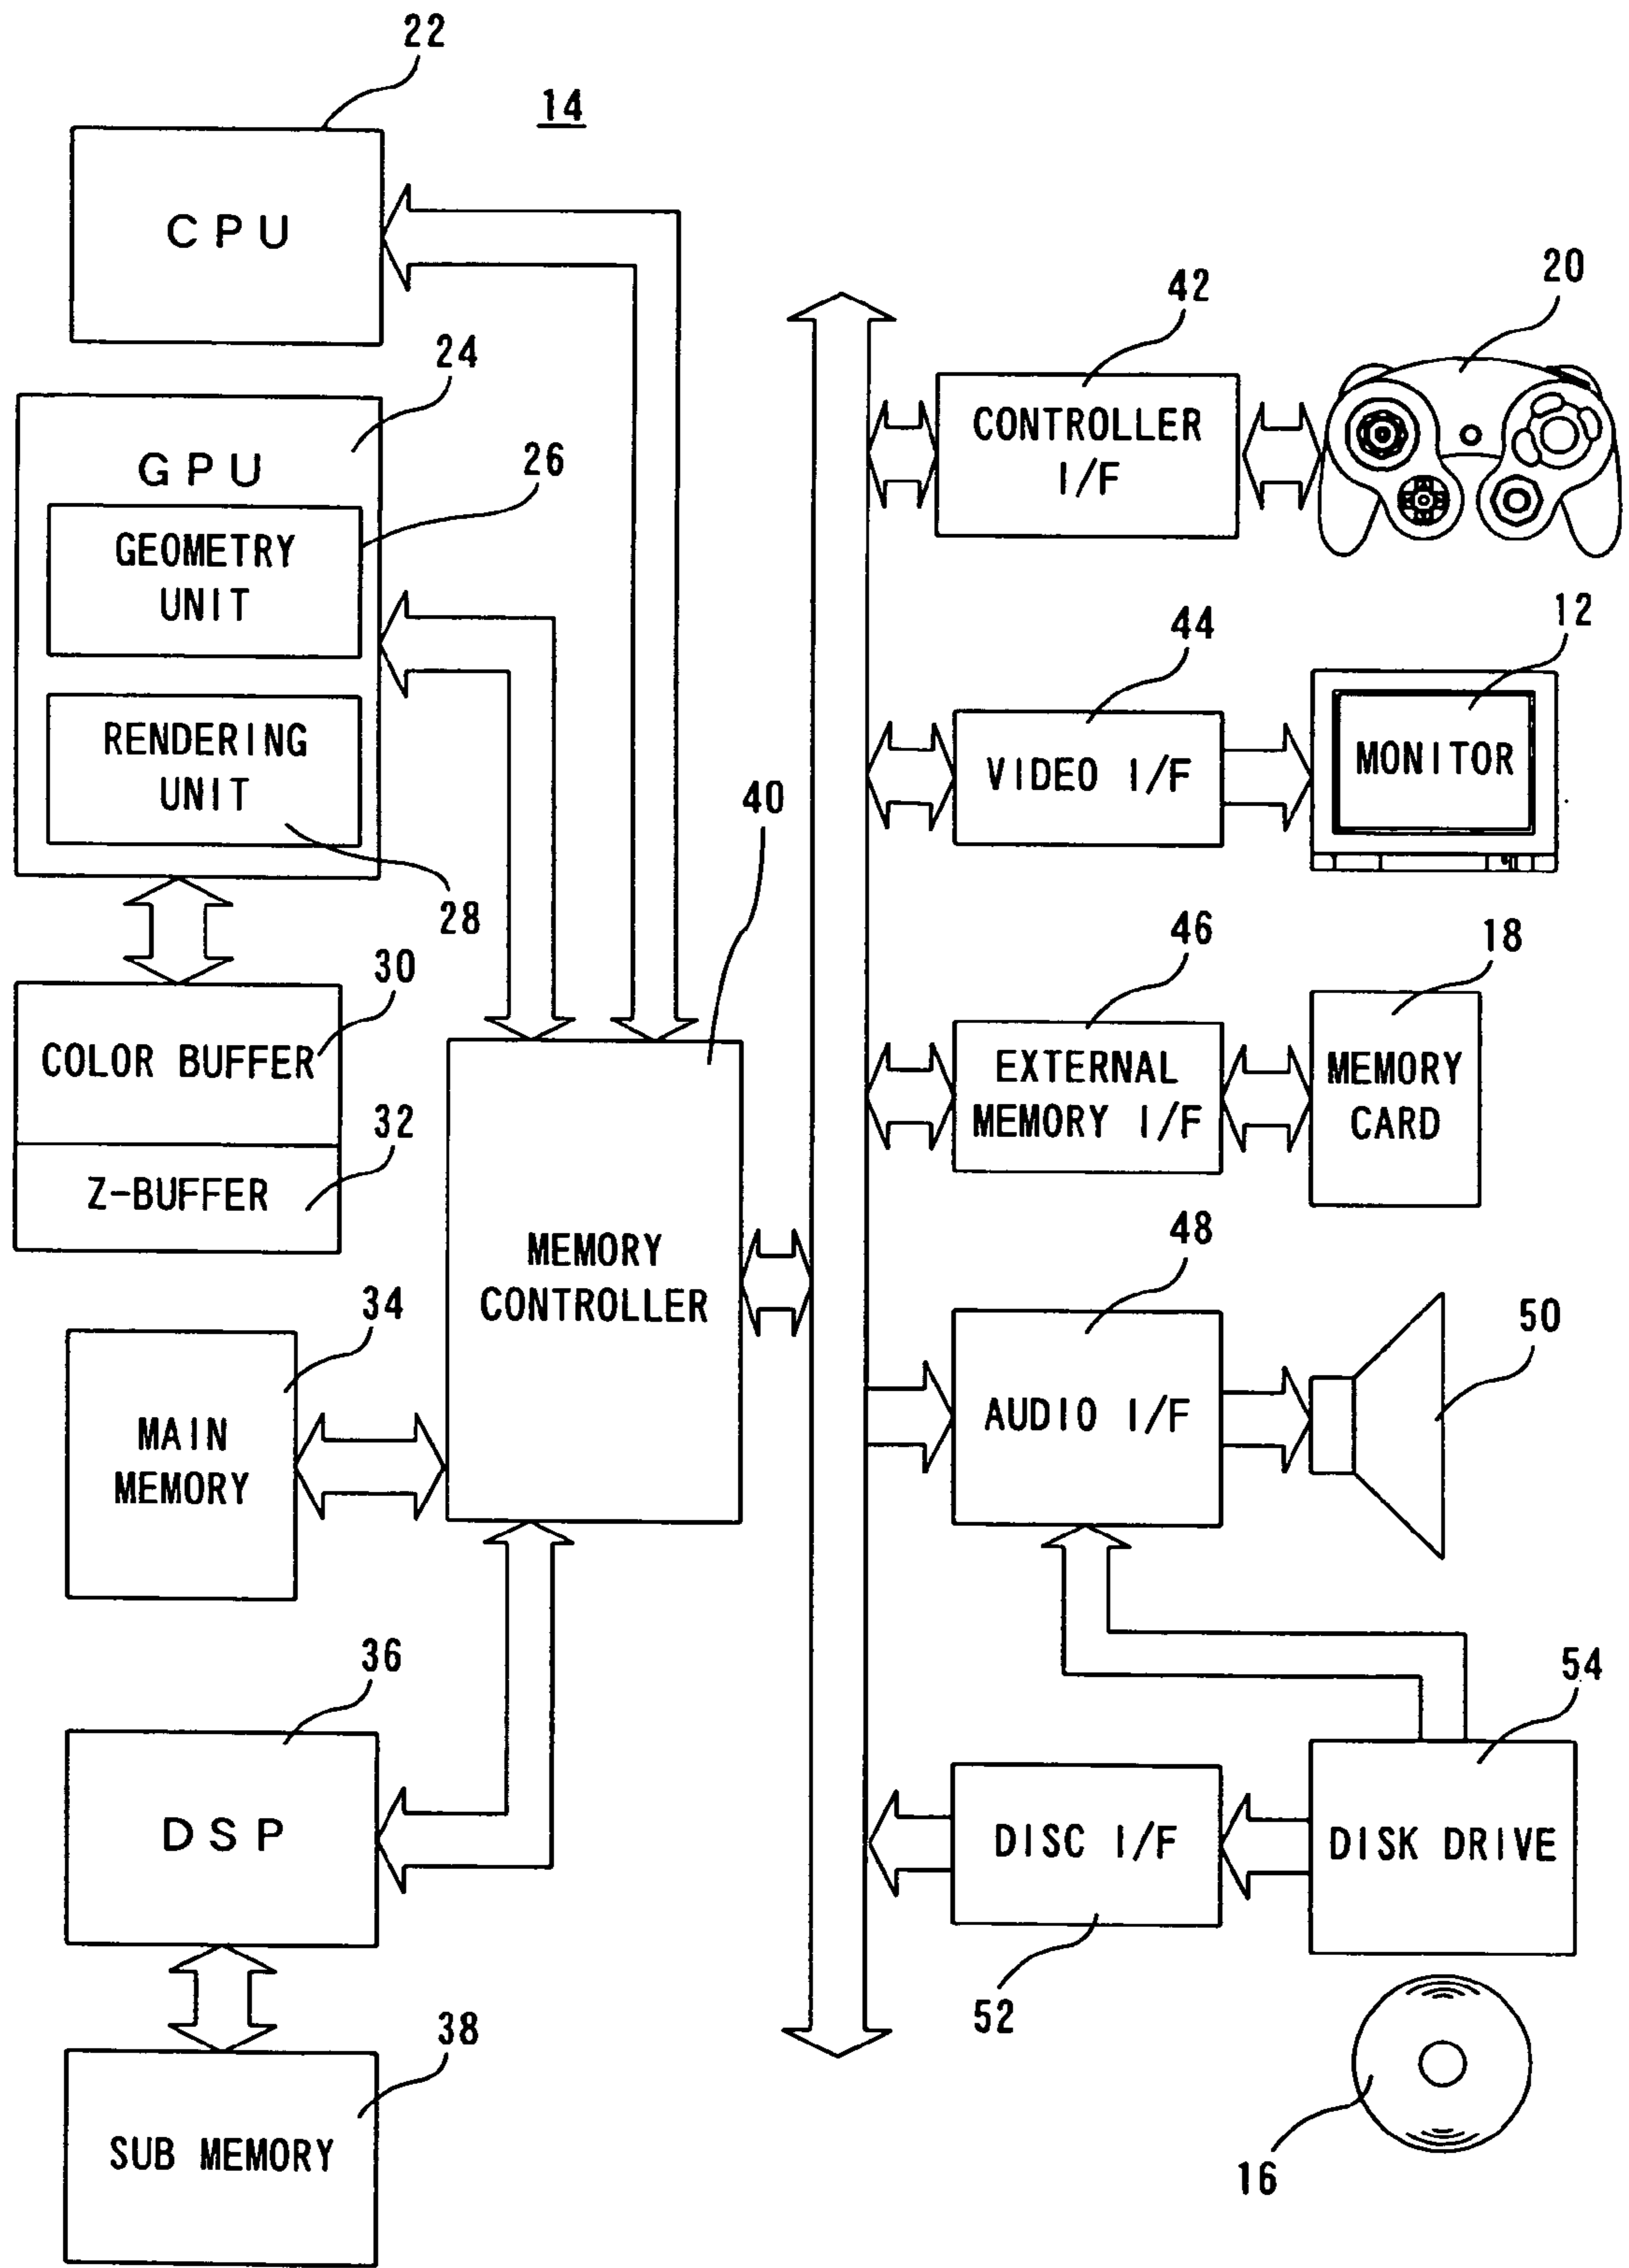 22
14
CPU
20
42
24
CONTROLLER
I/F
GPU
26
GEOMETRY
UNIT
12
44
RENDERING
UNIT
VIDEO I/F
MONITOR
40
28
46
18
30
COLOR BUFFER
EXTERNAL
MEMORY I/F
MEMORY
CARD
32
Z-BUFFER
48
MEMORY
CONTROLLER
34
50
AUDIO I/F
MAIN
MEMORY
36
54
DSP
DISC I/F
DISK DRIVE
52
38
SUB MEMORY
16